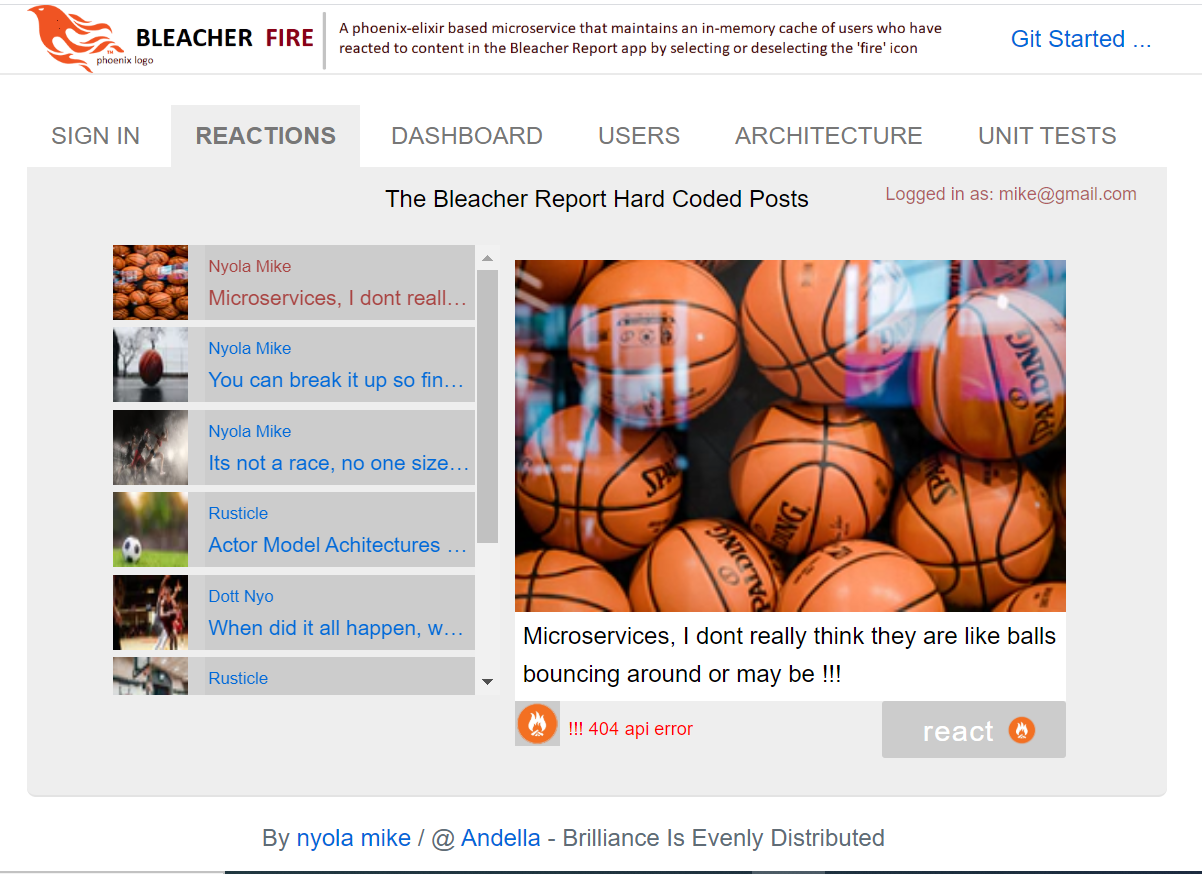 BLEACHER FIRE
TM
phoenix logo
A phoenix-elixir based microservice that maintains an in-memory cache of users who have
reacted to content in the Bleacher Report app by selecting or deselecting the 'fire' icon
Git Started ...
SIGN IN
REACTIONS
DASHBOARD
USERS
ARCHITECTURE
UNIT TESTS
The Bleacher Report Hard Coded Posts
Logged in as: mike@gmail.com
Nyola Mike
Microservices, I dont reall…
Nyola Mike
You can break it up so fin…
Nyola Mike
Its not a race, no one size…
Rusticle
Actor Model Achitectures …
Dott Nyo
When did it all happen, w…
Rusticle
SPALDING
SPALDING
SPALDING
SPALDING
Microservices, I dont really think they are like balls
bouncing around or may be !!!
!!! 404 api error
react
By nyola mike / @ Andella - Brilliance Is Evenly Distributed